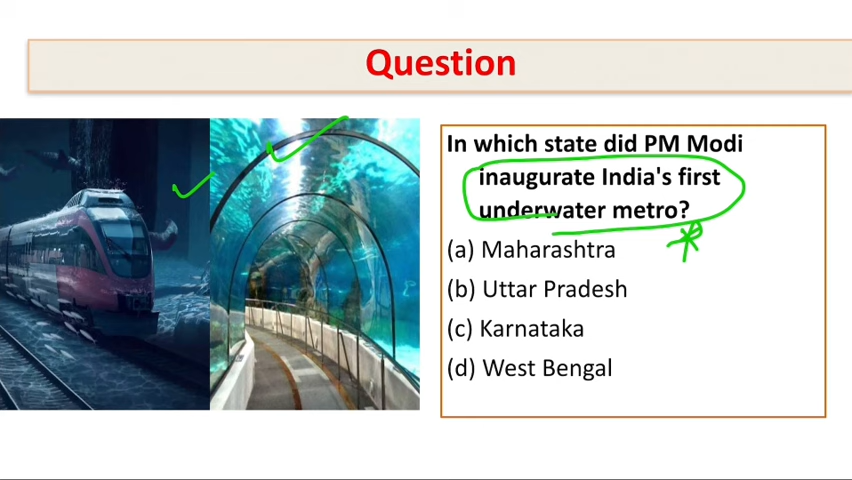 Question
In which state did PM Modi
inaugurate India's first
underwater metro?
(a) Maharashtra
(b) Uttar Pradesh
(c) Karnataka
(d) West Bengal